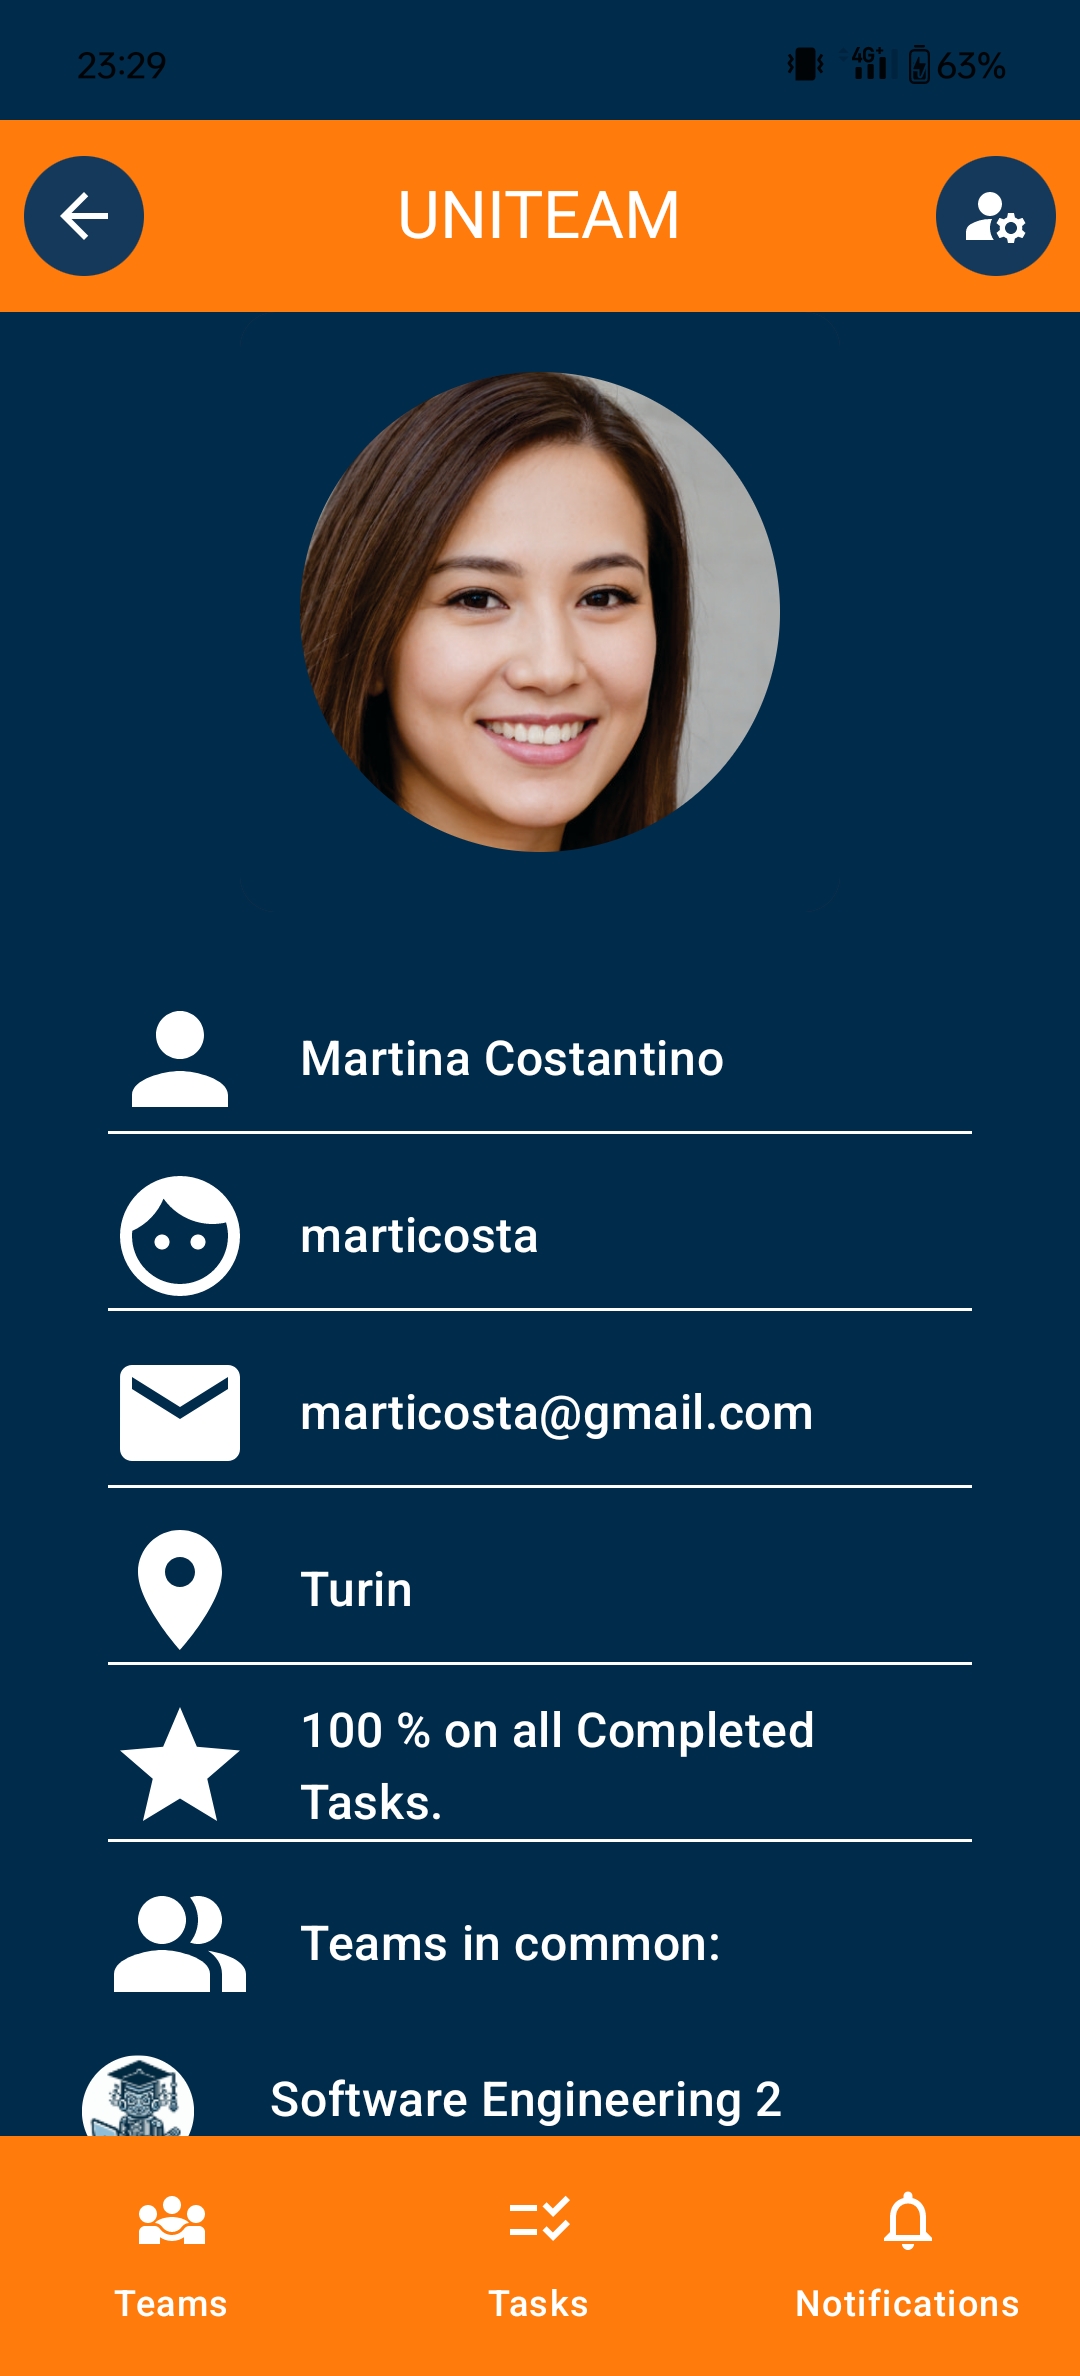 23:29
4G+ 63%
UNITEAM
Martina Costantino
marticosta
marticosta@gmail.com
Turin
100 % on all Completed
Tasks.
Teams in common:
Software Engineering 2
Teams Tasks Notifications